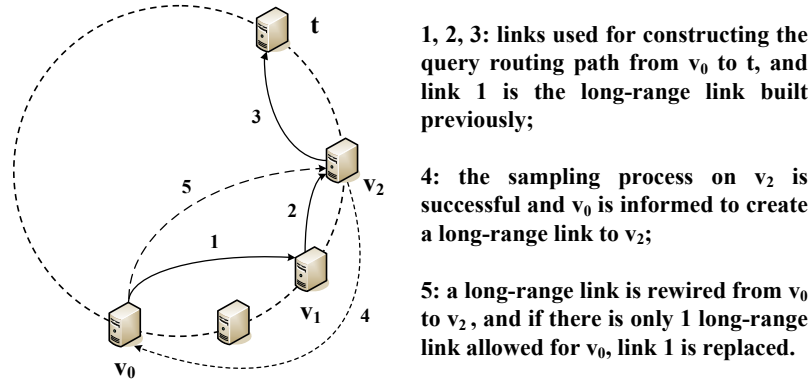 t
3
v2
5
2
1
v1
4
v0
1, 2, 3: links used for constructing the
query routing path from v0 to t, and
link 1 is the long-range link built
previously;
4: the sampling process on v2 is
successful and v0 is informed to create
a long-range link to v2;
5: a long-range link is rewired from v0
to v2 , and if there is only 1 long-range
link allowed for v0, link 1 is replaced.